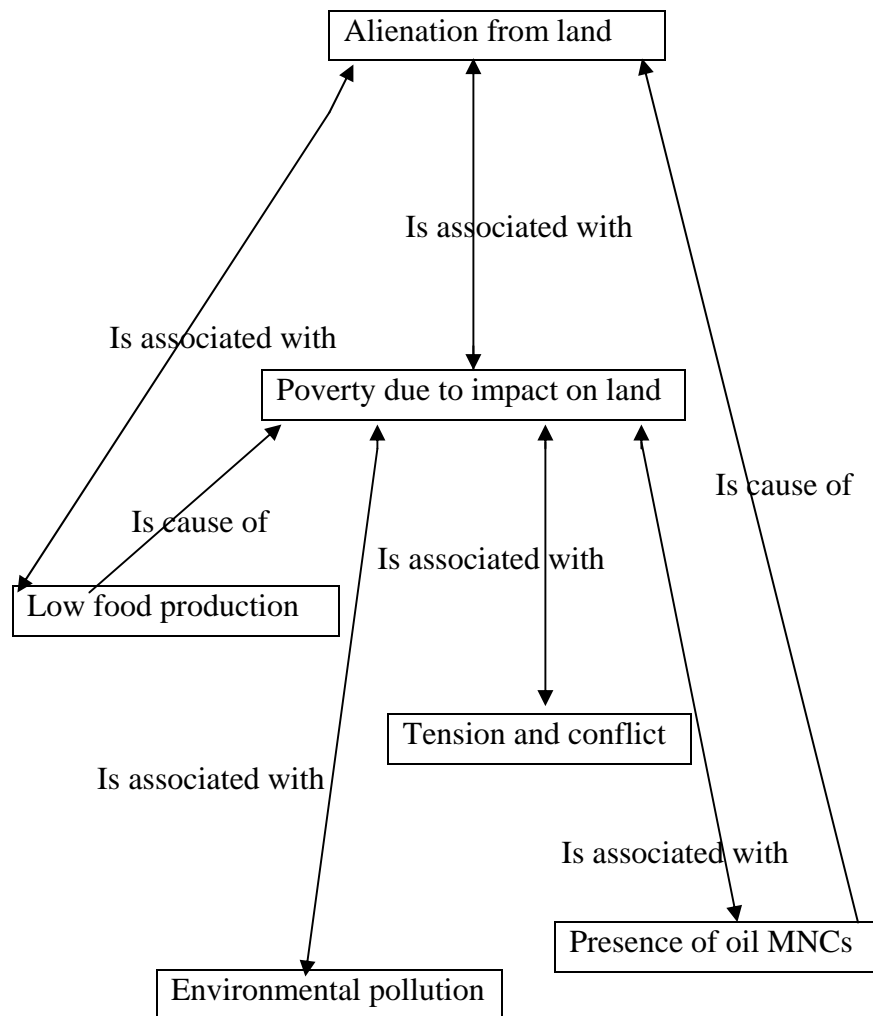 Alienation from land
Is associated with
Is associated with
Poverty due to impact on land
Is cause of
Is cause of
Is associated with
Low food production
Tension and conflict
Is associated with
Is associated with
Presence of oil MNCs
Environmental pollution